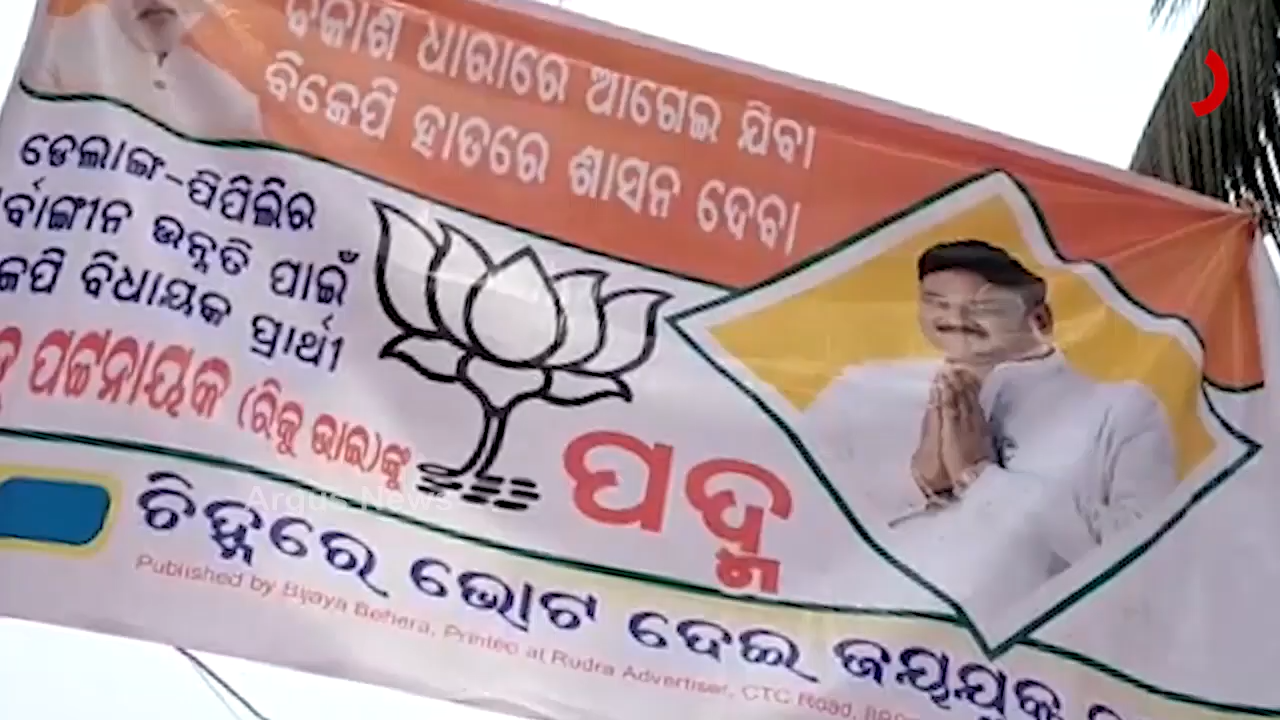 ବିକାଶ ଧାରାରେ ଆଗେଇ ଯିବା
ବିଜେପି ହାତରେ ଶାସନ ଦେବା
ଡେଲାଙ୍ଗ-ପିପିଲିର
ର୍ବାଙ୍ଗୀନ ଉନ୍ନତି ପାଇଁ
ଜେପି ବିଧାୟକ ପ୍ରାର୍ଥୀ
ପଟ୍ଟନାୟକ (ରିକୁ ଭାଇ)ଙ୍କୁ
ପଦ୍ମ
ଚିହ୍ନରେ ଭୋଟ ଦେଇ ଜୟଯୁକ୍ତ
Published by Bijaya Behera, Printed at Rudra Advertiser, CTC Road,
Argus News